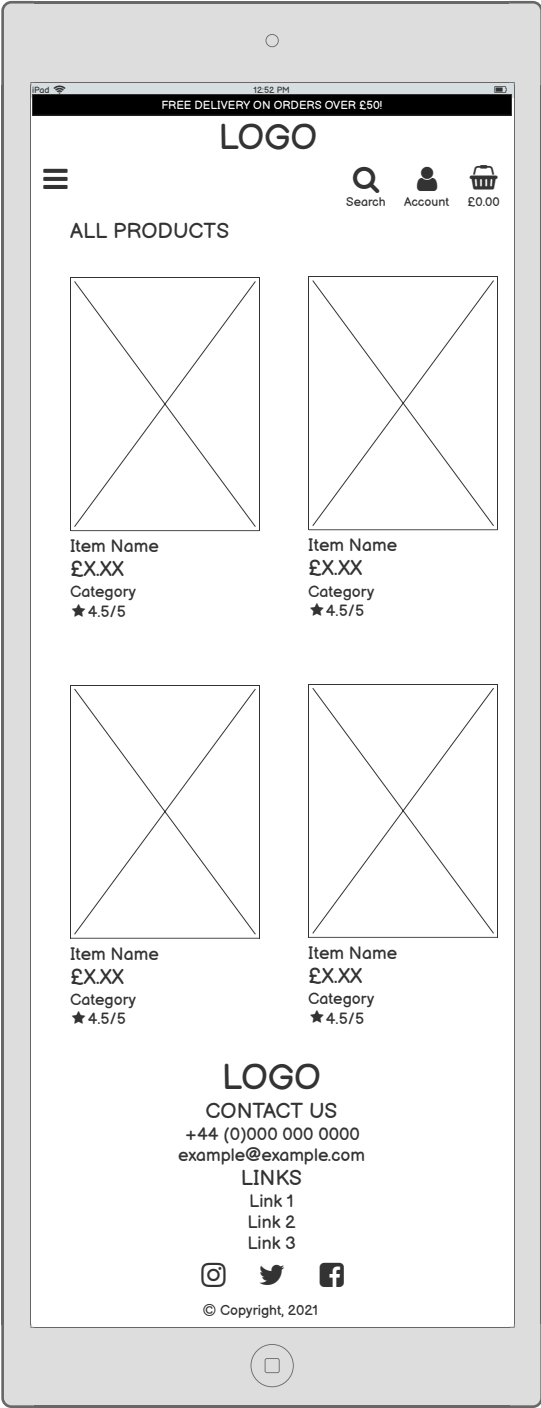 iPod 12:52 PM
FREE DELIVERY ON ORDERS OVER £50!
LOGO
Search Account £0.00
ALL PRODUCTS
Item Name Item Name
£X.XX £X.XX
Category Category
4.5/5 4.5/5
Item Name Item Name
£X.XX £X.XX
Category Category
4.5/5 4.5/5
LOGO
CONTACT US
+44 (0)000 000 0000
example@example.com
LINKS
Link 1
Link 2
Link 3
© Copyright, 2021